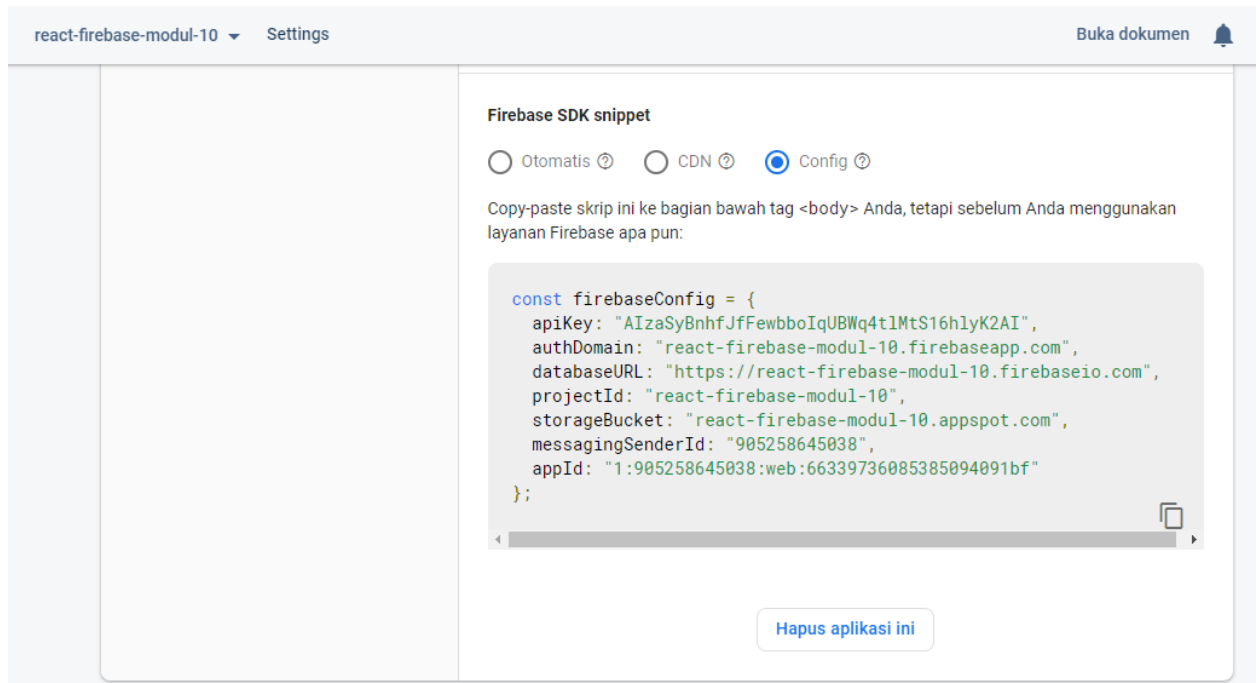 react-firebase-modul-10 Settings Buka dokumen
Firebase SDK snippet
Otomatis CDN Config
Copy-paste skrip ini ke bagian bawah tag <body> Anda, tetapi sebelum Anda menggunakan
layanan Firebase apa pun:
const firebaseConfig = {
apiKey: "AIzaSyBnhfJfFewbboIqUBWq4tlMtS16hlyK2AI",
authDomain: "react-firebase-modul-10.firebaseapp.com",
databaseURL: "https://react-firebase-modul-10.firebaseio.com",
projectId: "react-firebase-modul-10",
storageBucket: "react-firebase-modul-10.appspot.com",
messagingSenderId: "905258645038",
appId: "1:905258645038:web:66339736085385094091bf"
};
Hapus aplikasi ini